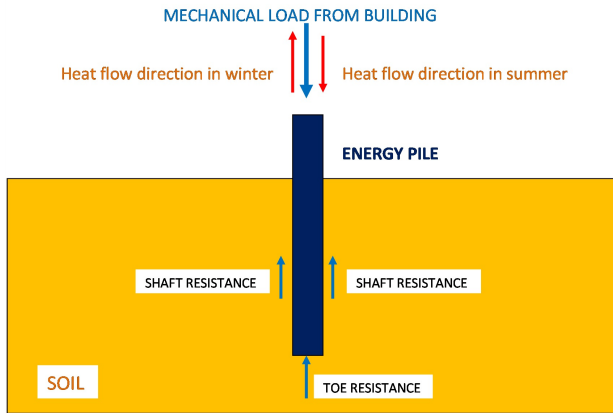 MECHANICAL LOAD FROM BUILDING
Heat flow direction in winter
Heat flow direction in summer
ENERGY PILE
SHAFT RESISTANCE
SHAFT RESISTANCE
SOIL
TOE RESISTANCE